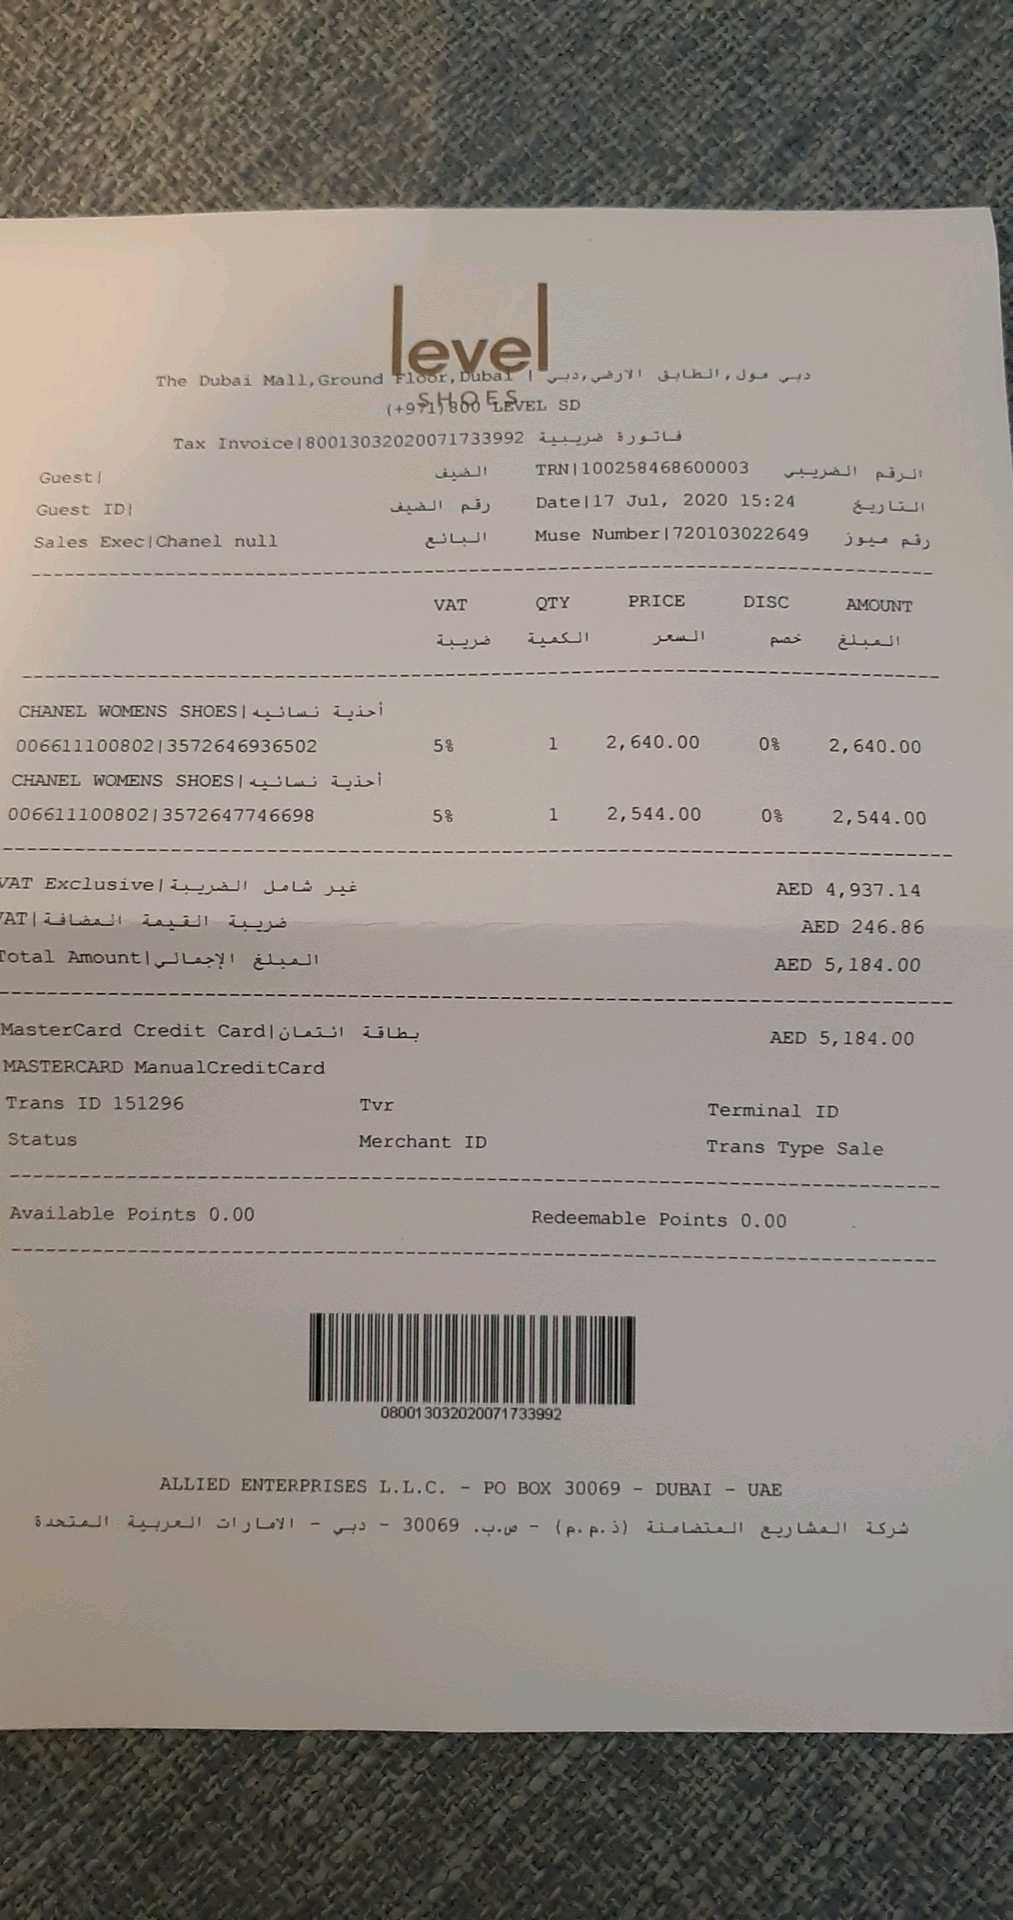 level
The Dubai Mall,Ground Floor,Dubai | دبي مول,الطابق الارضي,دبي
SHOES
(+971)800 LEVEL SD
Tax Invoice|80013032020071733992 فاتورة ضريبية
Guest| الضيف TRN|100258468600003 الرقم الضريبي
Guest ID| رقم الضيف Date|17 Jul, 2020 15:24 التاريخ
Sales Exec|Chanel null البائع Muse Number|720103022649 رقم ميوز
VAT QTY PRICE DISC AMOUNT
ضريبة الكمية السعر خصم المبلغ
CHANEL WOMENS SHOES|أحذية نسائيه
006611100802|3572646936502 5% 1 2,640.00 0% 2,640.00
CHANEL WOMENS SHOES|أحذية نسائيه
006611100802|3572647746698 5% 1 2,544.00 0% 2,544.00
VAT Exclusive|غير شامل الضريبة AED 4,937.14
VAT|ضريبة القيمة المضافة AED 246.86
Total Amount|المبلغ الإجمالي AED 5,184.00
MasterCard Credit Card|بطاقة ائتمان AED 5,184.00
MASTERCARD ManualCreditCard
Trans ID 151296 Tvr Terminal ID
Status Merchant ID Trans Type Sale
Available Points 0.00 Redeemable Points 0.00
080013032020071733992
ALLIED ENTERPRISES L.L.C. - PO BOX 30069 - DUBAI - UAE
شركة المشاريع المتضامنة (ذ.م.م) - ص.ب. 30069 - دبي - الامارات العربية المتحدة